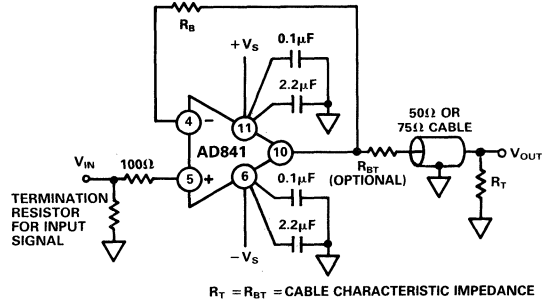 R_B
0.1μF
+V_S
2.2μF
4
−
11
50Ω OR
75Ω CABLE
AD841
10
V_IN
100Ω
5
+
6
R_BT
(OPTIONAL)
V_OUT
R_T
0.1μF
TERMINATION
RESISTOR
FOR INPUT
SIGNAL
2.2μF
−V_S
R_T = R_BT = CABLE CHARACTERISTIC IMPEDANCE